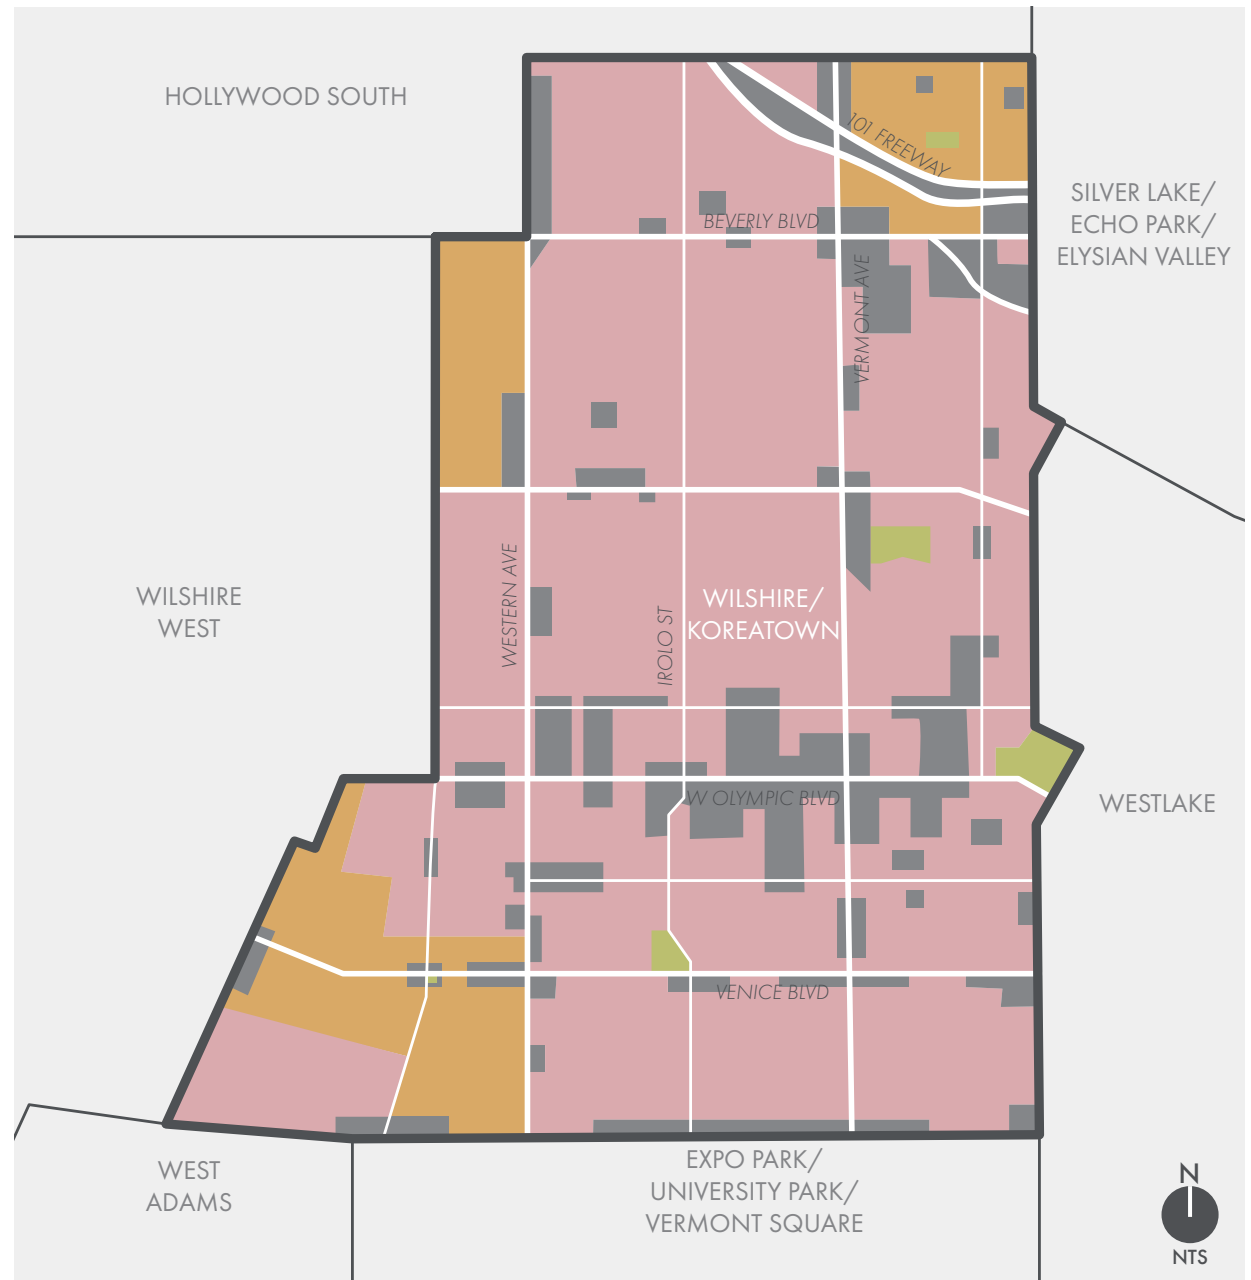 HOLLYWOOD SOUTH
101 FREEWAY
SILVER LAKE/
ECHO PARK/
ELYSIAN VALLEY
BEVERLY BLVD
VERMONT AVE
WESTERN AVE
IROLO ST
WILSHIRE
WEST
WILSHIRE/
KOREATOWN
W OLYMPIC BLVD
WESTLAKE
VENICE BLVD
WEST
ADAMS
EXPO PARK/
UNIVERSITY PARK/
VERMONT SQUARE
N
NTS